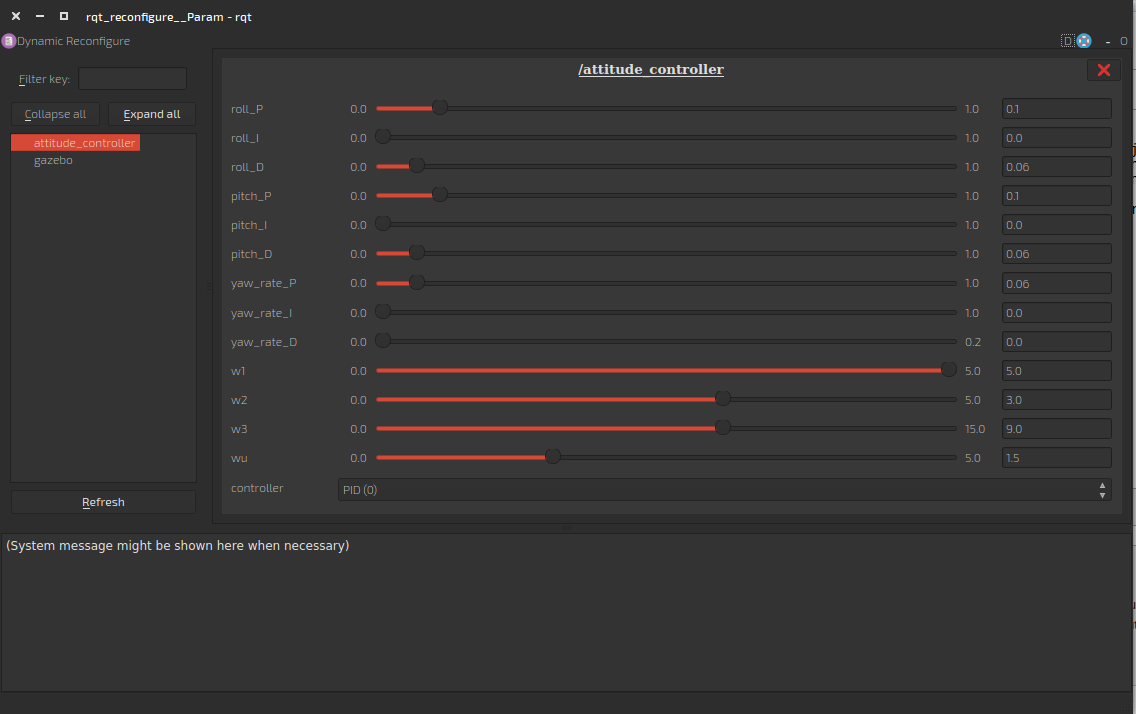 rqt_reconfigure__Param - rqt
Dynamic Reconfigure
D
- O
Filter key:
Collapse all
Expand all
attitude_controller
gazebo
Refresh
/attitude_controller
roll_P 0.0 1.0 0.1
roll_I 0.0 1.0 0.0
roll_D 0.0 1.0 0.06
pitch_P 0.0 1.0 0.1
pitch_I 0.0 1.0 0.0
pitch_D 0.0 1.0 0.06
yaw_rate_P 0.0 1.0 0.06
yaw_rate_I 0.0 1.0 0.0
yaw_rate_D 0.0 0.2 0.0
w1 0.0 5.0 5.0
w2 0.0 5.0 3.0
w3 0.0 15.0 9.0
wu 0.0 5.0 1.5
controller PID (0)
(System message might be shown here when necessary)